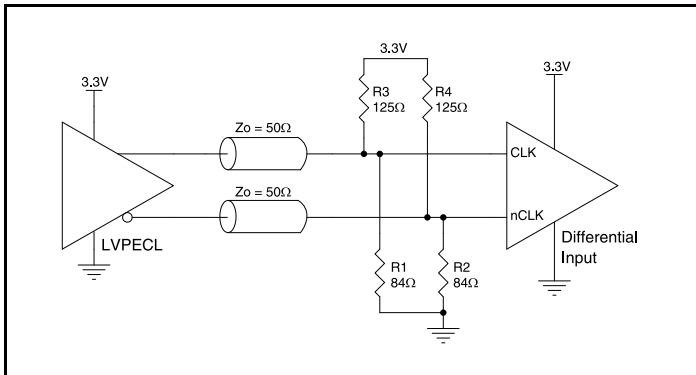 3.3V
3.3V
3.3V
R3
125Ω
R4
125Ω
Zo = 50Ω
CLK
Zo = 50Ω
nCLK
LVPECL
Differential
Input
R1
84Ω
R2
84Ω